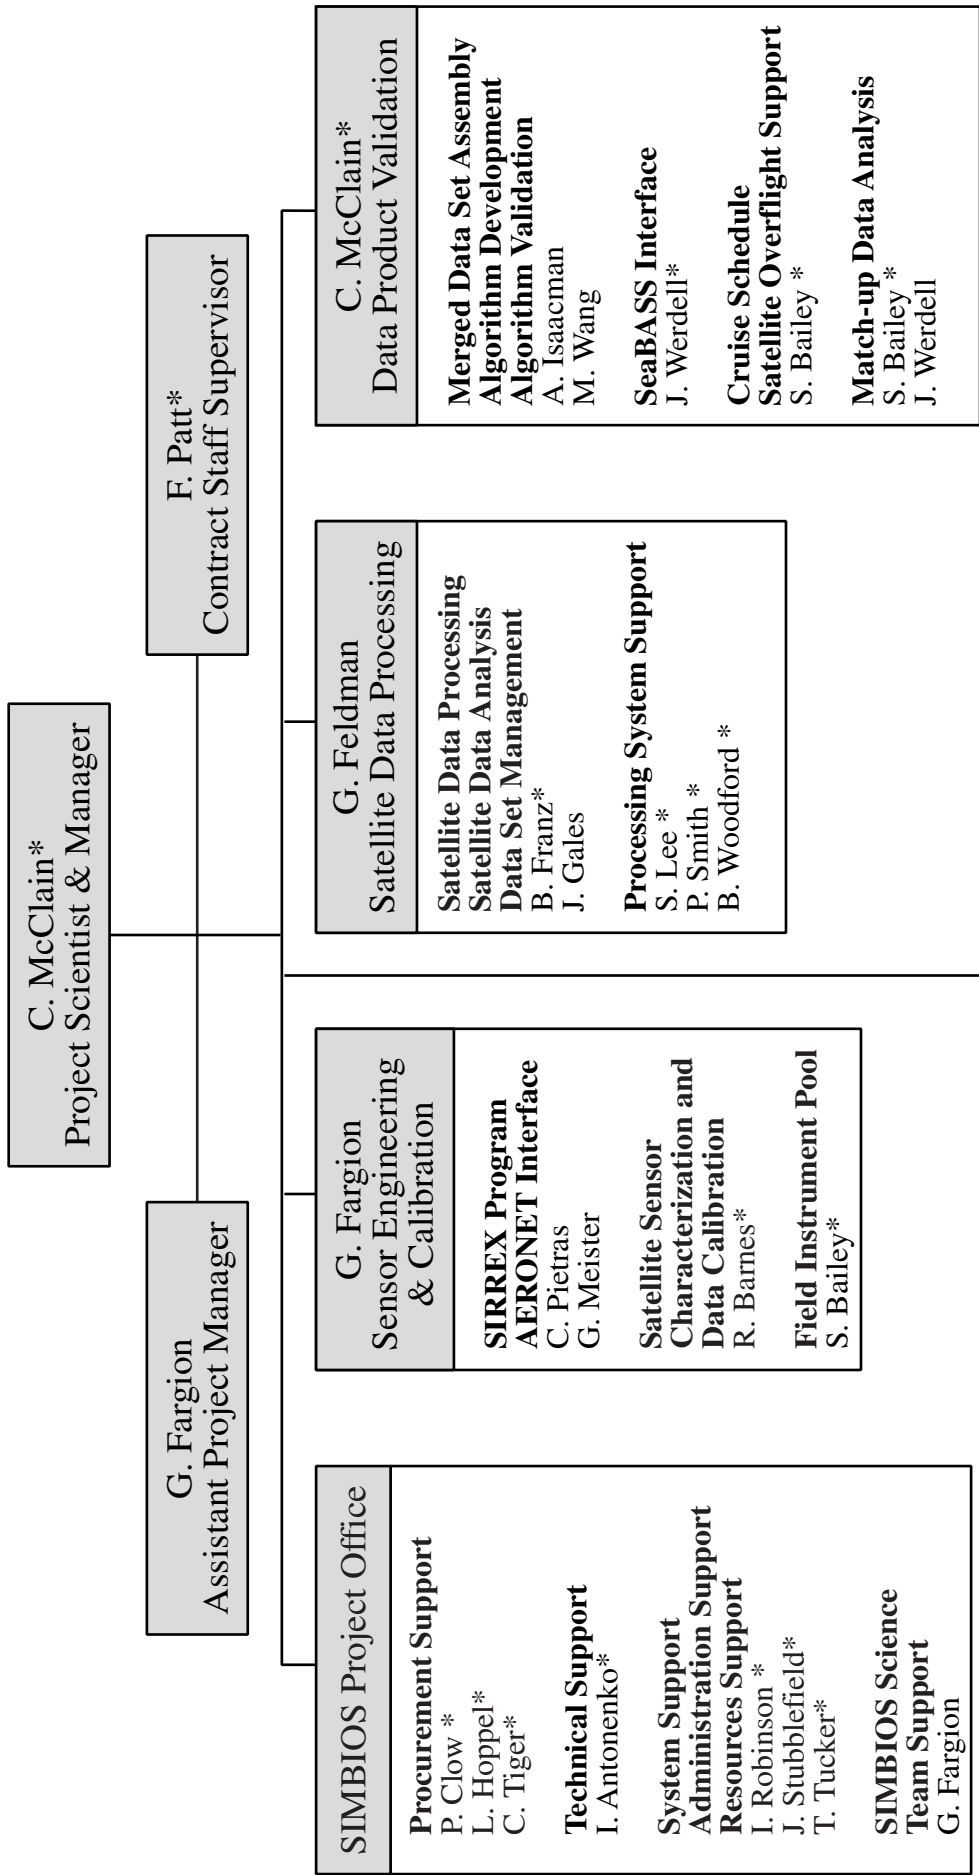 C. McClain*
Project Scientist & Manager
G. Fargion
Assistant Project Manager
F. Patt*
Contract Staff Supervisor
SIMBIOS Project Office
Procurement Support
P. Clow *
L. Hoppel*
C. Tiger*
Technical Support
I. Antonenko*
System Support
Administration Support
Resources Support
I. Robinson *
J. Stubblefield*
T. Tucker*
SIMBIOS Science
Team Support
G. Fargion
G. Fargion
Sensor Engineering
& Calibration
SIRREX Program
AERONET Interface
C. Pietras
G. Meister
Satellite Sensor
Characterization and
Data Calibration
R. Barnes*
Field Instrument Pool
S. Bailey*
G. Feldman
Satellite Data Processing
Satellite Data Processing
Satellite Data Analysis
Data Set Management
B. Franz*
J. Gales
Processing System Support
S. Lee *
P. Smith *
B. Woodford *
C. McClain*
Data Product Validation
Merged Data Set Assembly
Algorithm Development
Algorithm Validation
A. Isaacman
M. Wang
SeaBASS Interface
J. Werdell*
Cruise Schedule
Satellite Overflight Support
S. Bailey *
Match-up Data Analysis
S. Bailey *
J. Werdell